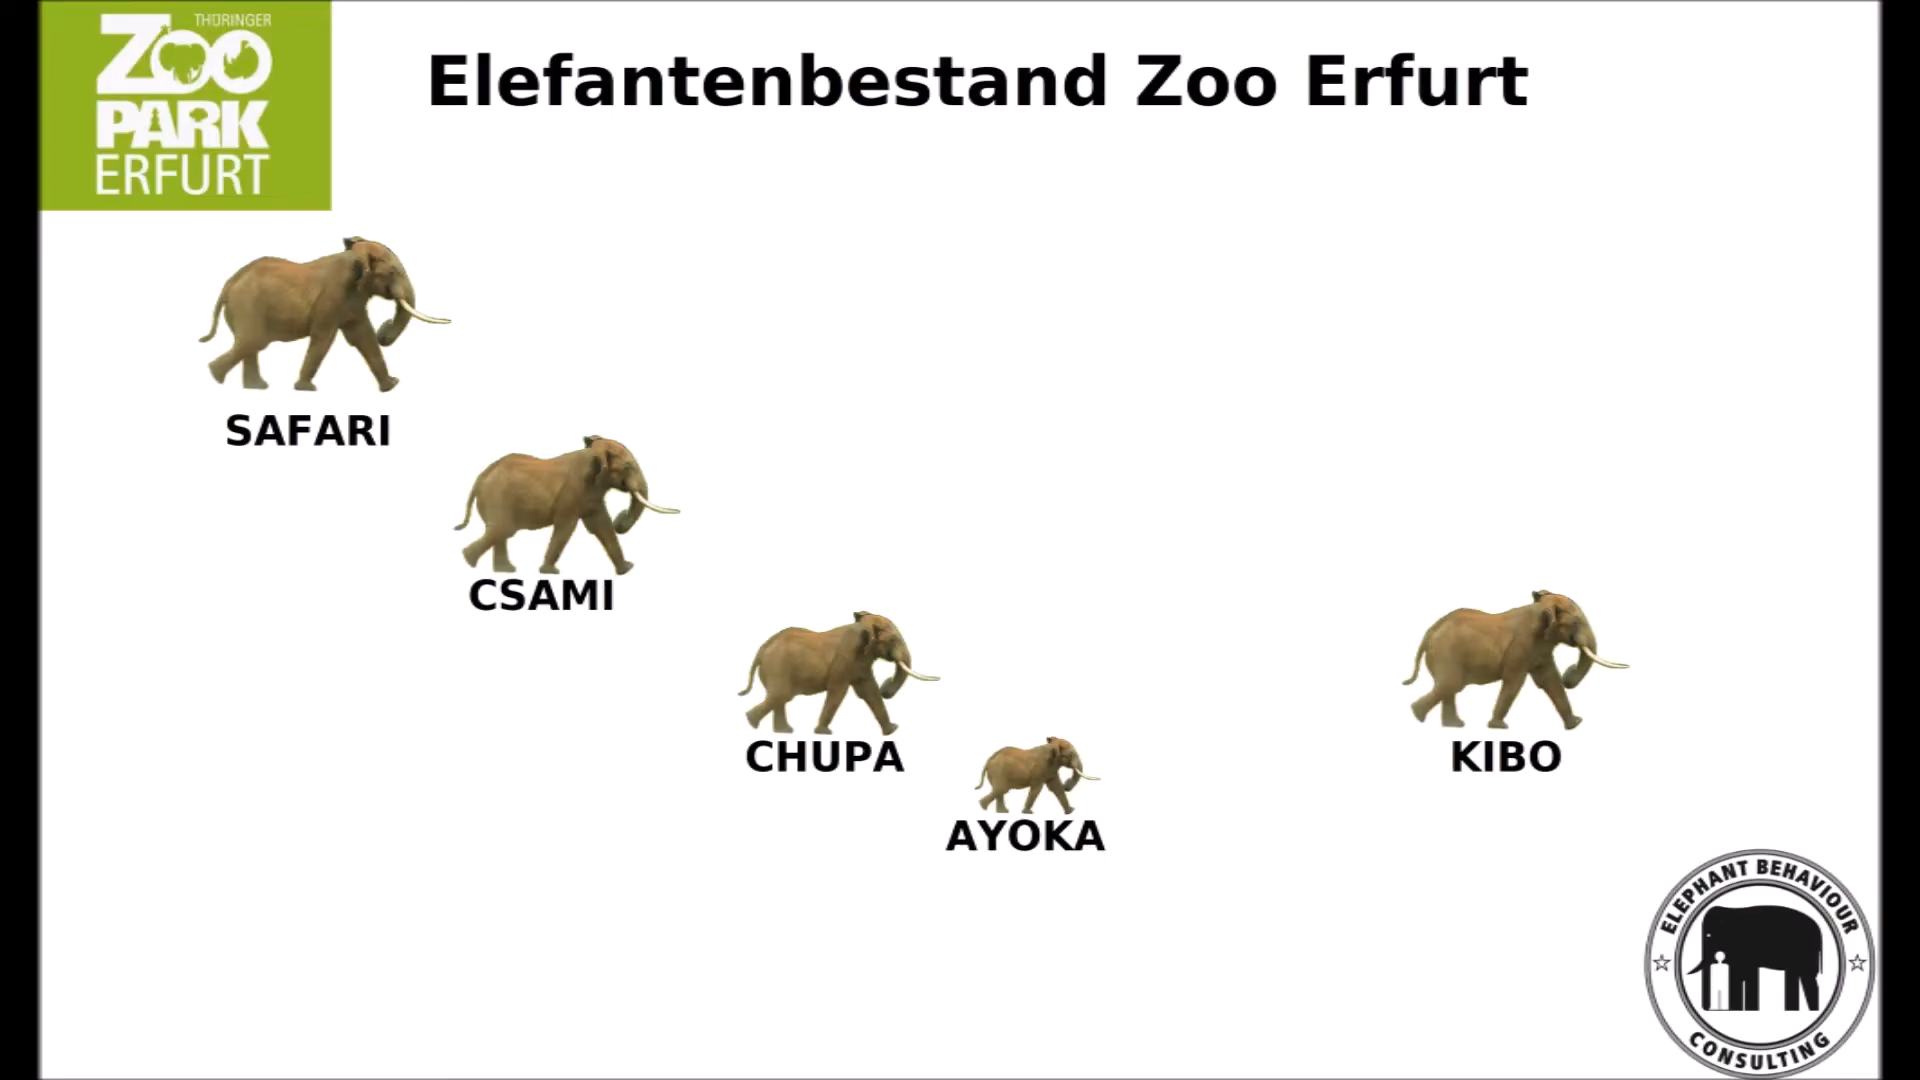 THÜRINGER
ZOO
PARK
ERFURT
Elefantenbestand Zoo Erfurt
SAFARI
CSAMI
CHUPA
KIBO
AYOKA
ELEPHANT BEHAVIOUR
CONSULTING